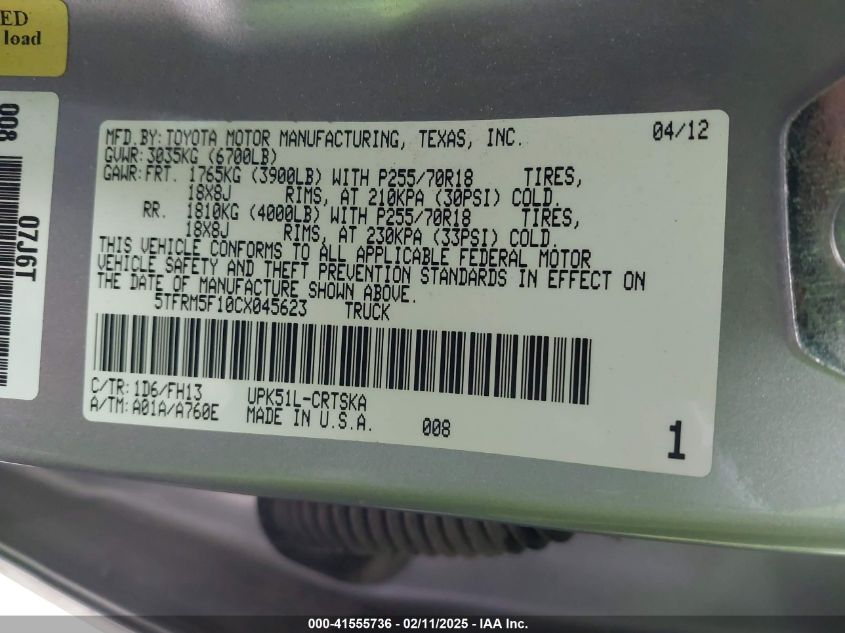 ED
load
008
07J6T
MFD.BY:TOYOTA MOTOR MANUFACTURING, TEXAS, INC. 04/12
GVWR:3035KG (6700LB)
GAWR:FRT. 1765KG (3900LB) WITH P255/70R18 TIRES,
18X8J RIMS, AT 210KPA (30PSI) COLD.
RR. 1810KG (4000LB) WITH P255/70R18 TIRES,
18X8J RIMS, AT 230KPA (33PSI) COLD.
THIS VEHICLE CONFORMS TO ALL APPLICABLE FEDERAL MOTOR
VEHICLE SAFETY AND THEFT PREVENTION STANDARDS IN EFFECT ON
THE DATE OF MANUFACTURE SHOWN ABOVE.
5TFRM5F10CX045623 TRUCK
C/TR:1D6/FH13 UPK51L-CRTSKA
A/TM:A01A/A760E MADE IN U.S.A. 008 1
000-41555736 - 02/11/2025 - IAA Inc.